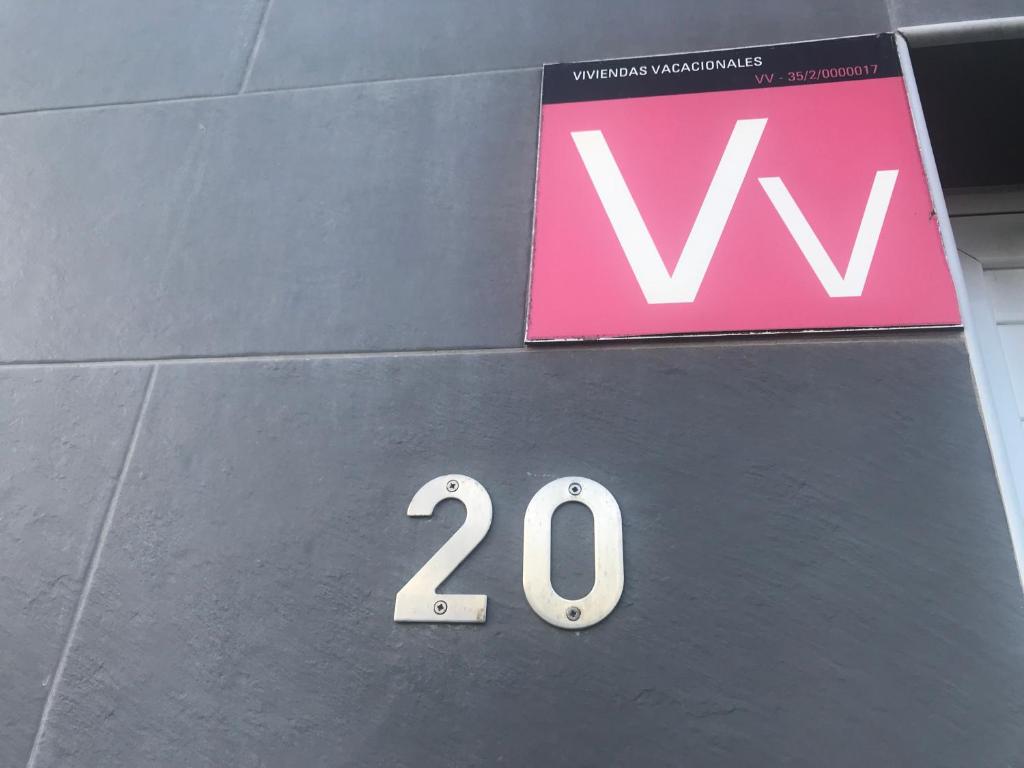 VIVIENDAS VACACIONALES
VV - 35/2/0000017
Vv
20